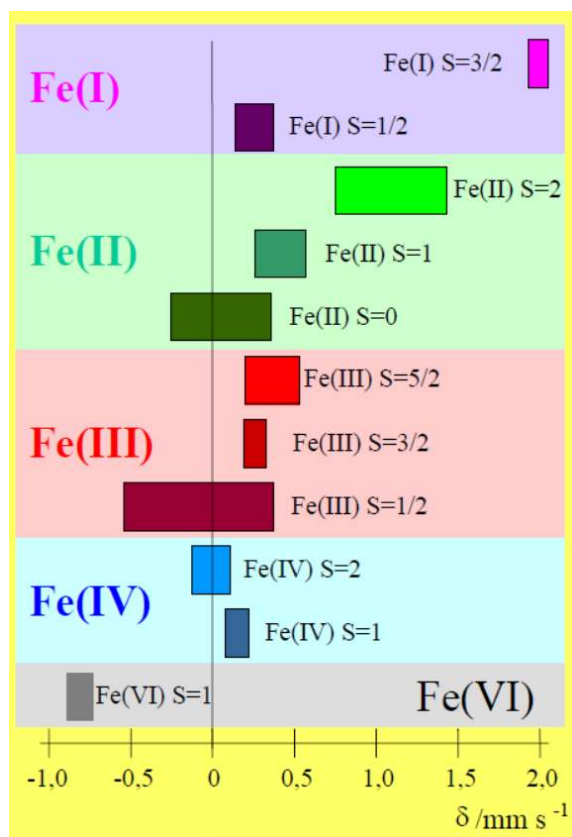 Fe(I) S=3/2
Fe(I)
Fe(I) S=1/2
Fe(II) S=2
Fe(II)
Fe(II) S=1
Fe(II) S=0
Fe(III) S=5/2
Fe(III)
Fe(III) S=3/2
Fe(III) S=1/2
Fe(IV) S=2
Fe(IV)
Fe(IV) S=1
Fe(VI) S=1 Fe(VI)
-1,0 -0,5 0 0,5 1,0 1,5 2,0
δ /mm s -1